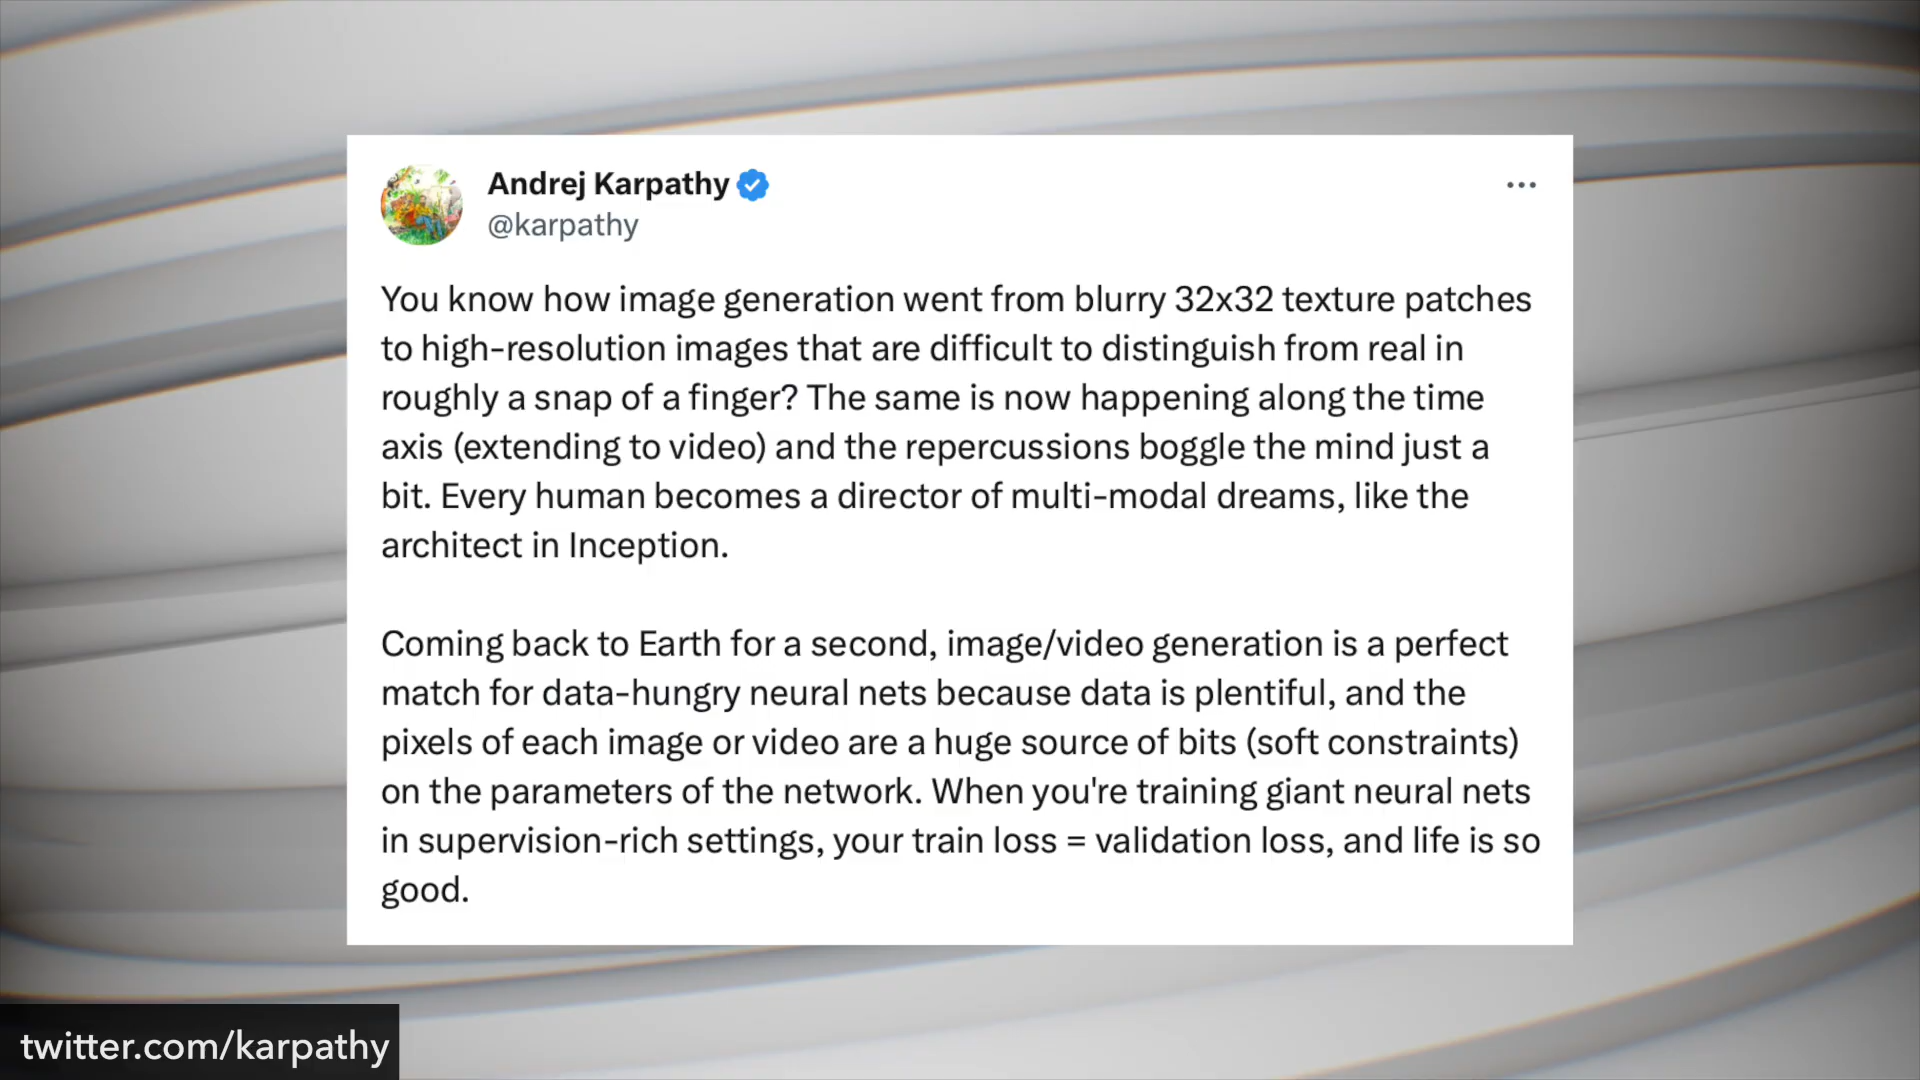 Andrej Karpathy
@karpathy
You know how image generation went from blurry 32x32 texture patches
to high-resolution images that are difficult to distinguish from real in
roughly a snap of a finger? The same is now happening along the time
axis (extending to video) and the repercussions boggle the mind just a
bit. Every human becomes a director of multi-modal dreams, like the
architect in Inception.
Coming back to Earth for a second, image/video generation is a perfect
match for data-hungry neural nets because data is plentiful, and the
pixels of each image or video are a huge source of bits (soft constraints)
on the parameters of the network. When you're training giant neural nets
in supervision-rich settings, your train loss = validation loss, and life is so
good.
twitter.com/karpathy